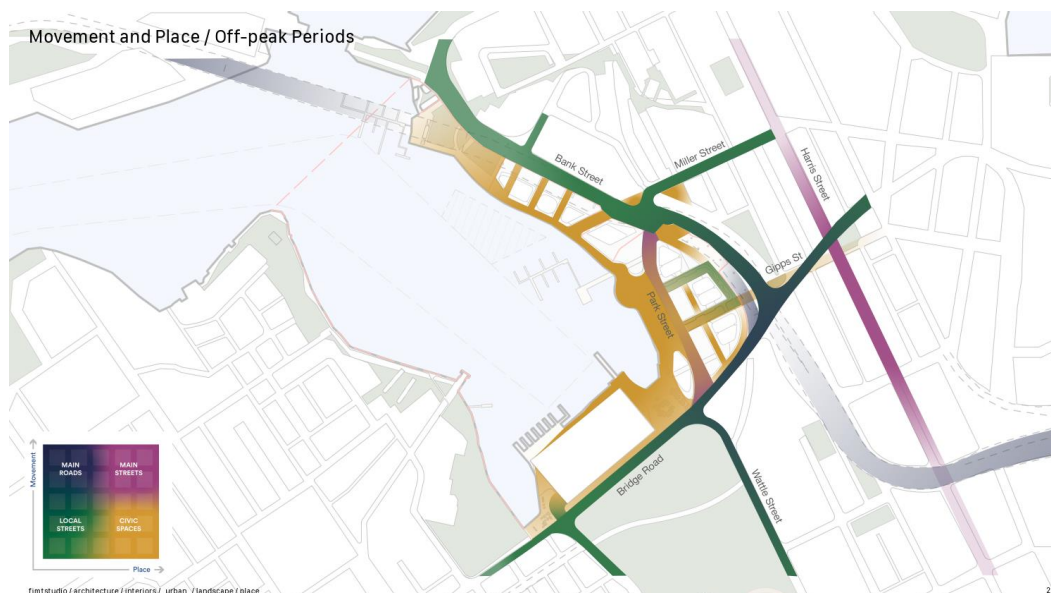 Movement and Place / Off-peak Periods
Bank Street
Miller Street
Harris Street
Gipps St
Park Street
Bridge Road
Wattle Street
Movement
MAIN ROADS
MAIN STREETS
LOCAL STREETS
CIVIC SPACES
Place
fjmtstudio / architecture / interiors / urban / landscape / place
2